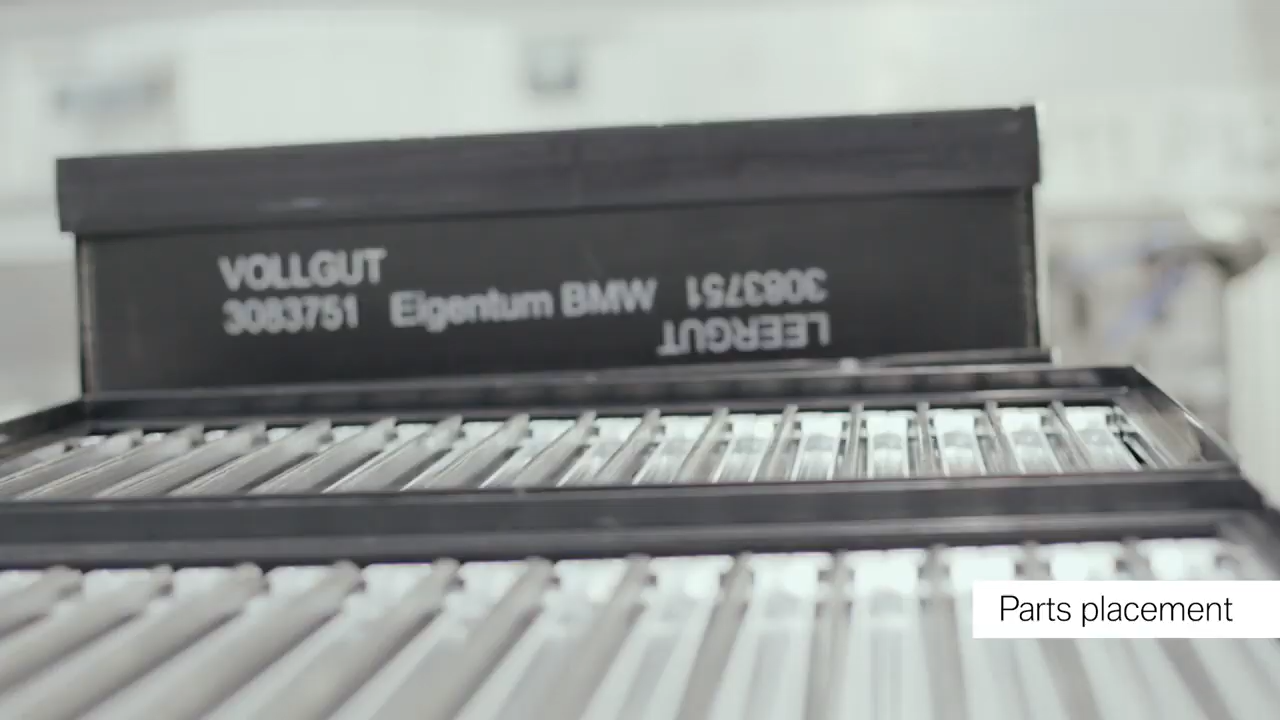 VOLLGUT
3083751 Eigentum BMW
3083751
LEERGUT
Parts placement